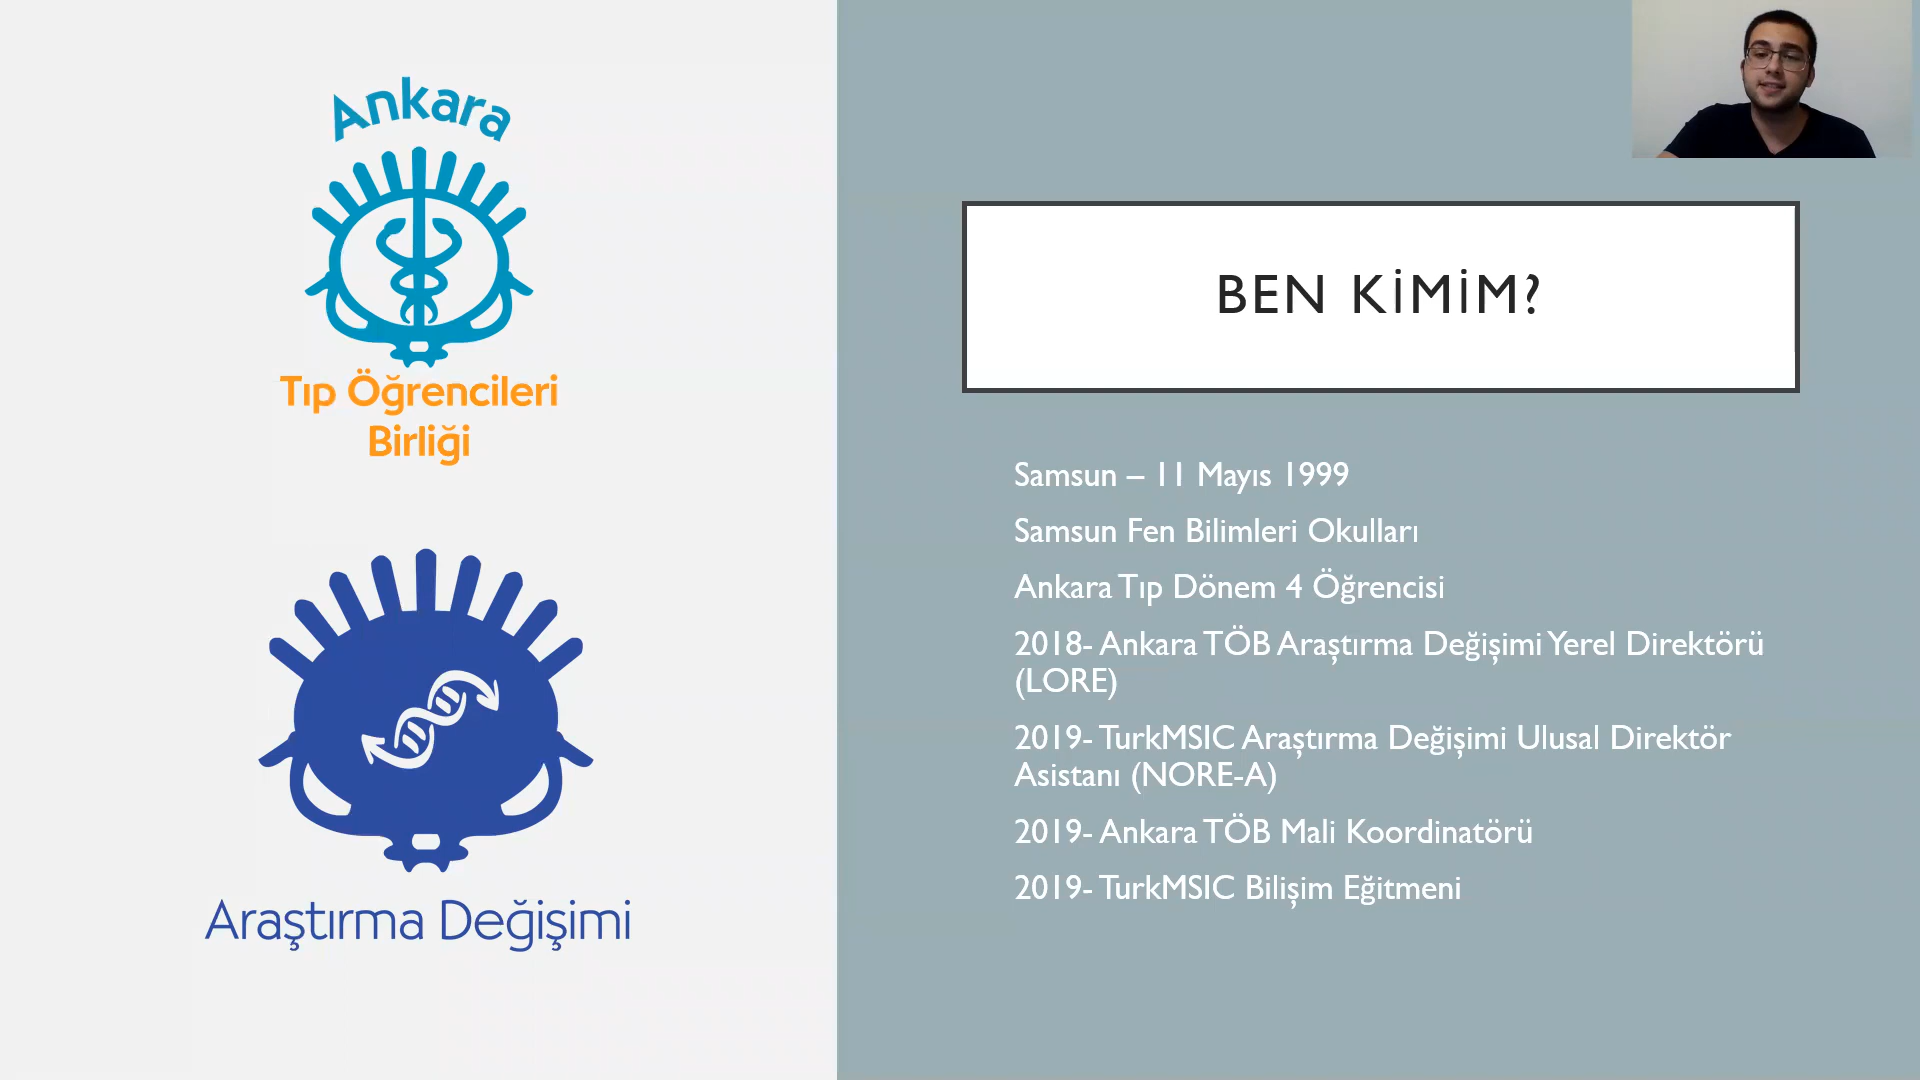 Ankara
Tıp Öğrencileri
Birliği
Araştırma Değişimi
BEN KİMİM?
Samsun – 11 Mayıs 1999
Samsun Fen Bilimleri Okulları
Ankara Tıp Dönem 4 Öğrencisi
2018- Ankara TÖB Araştırma Değişimi Yerel Direktörü
(LORE)
2019- TurkMSIC Araştırma Değişimi Ulusal Direktör
Asistanı (NORE-A)
2019- Ankara TÖB Mali Koordinatörü
2019- TurkMSIC Bilişim Eğitmeni